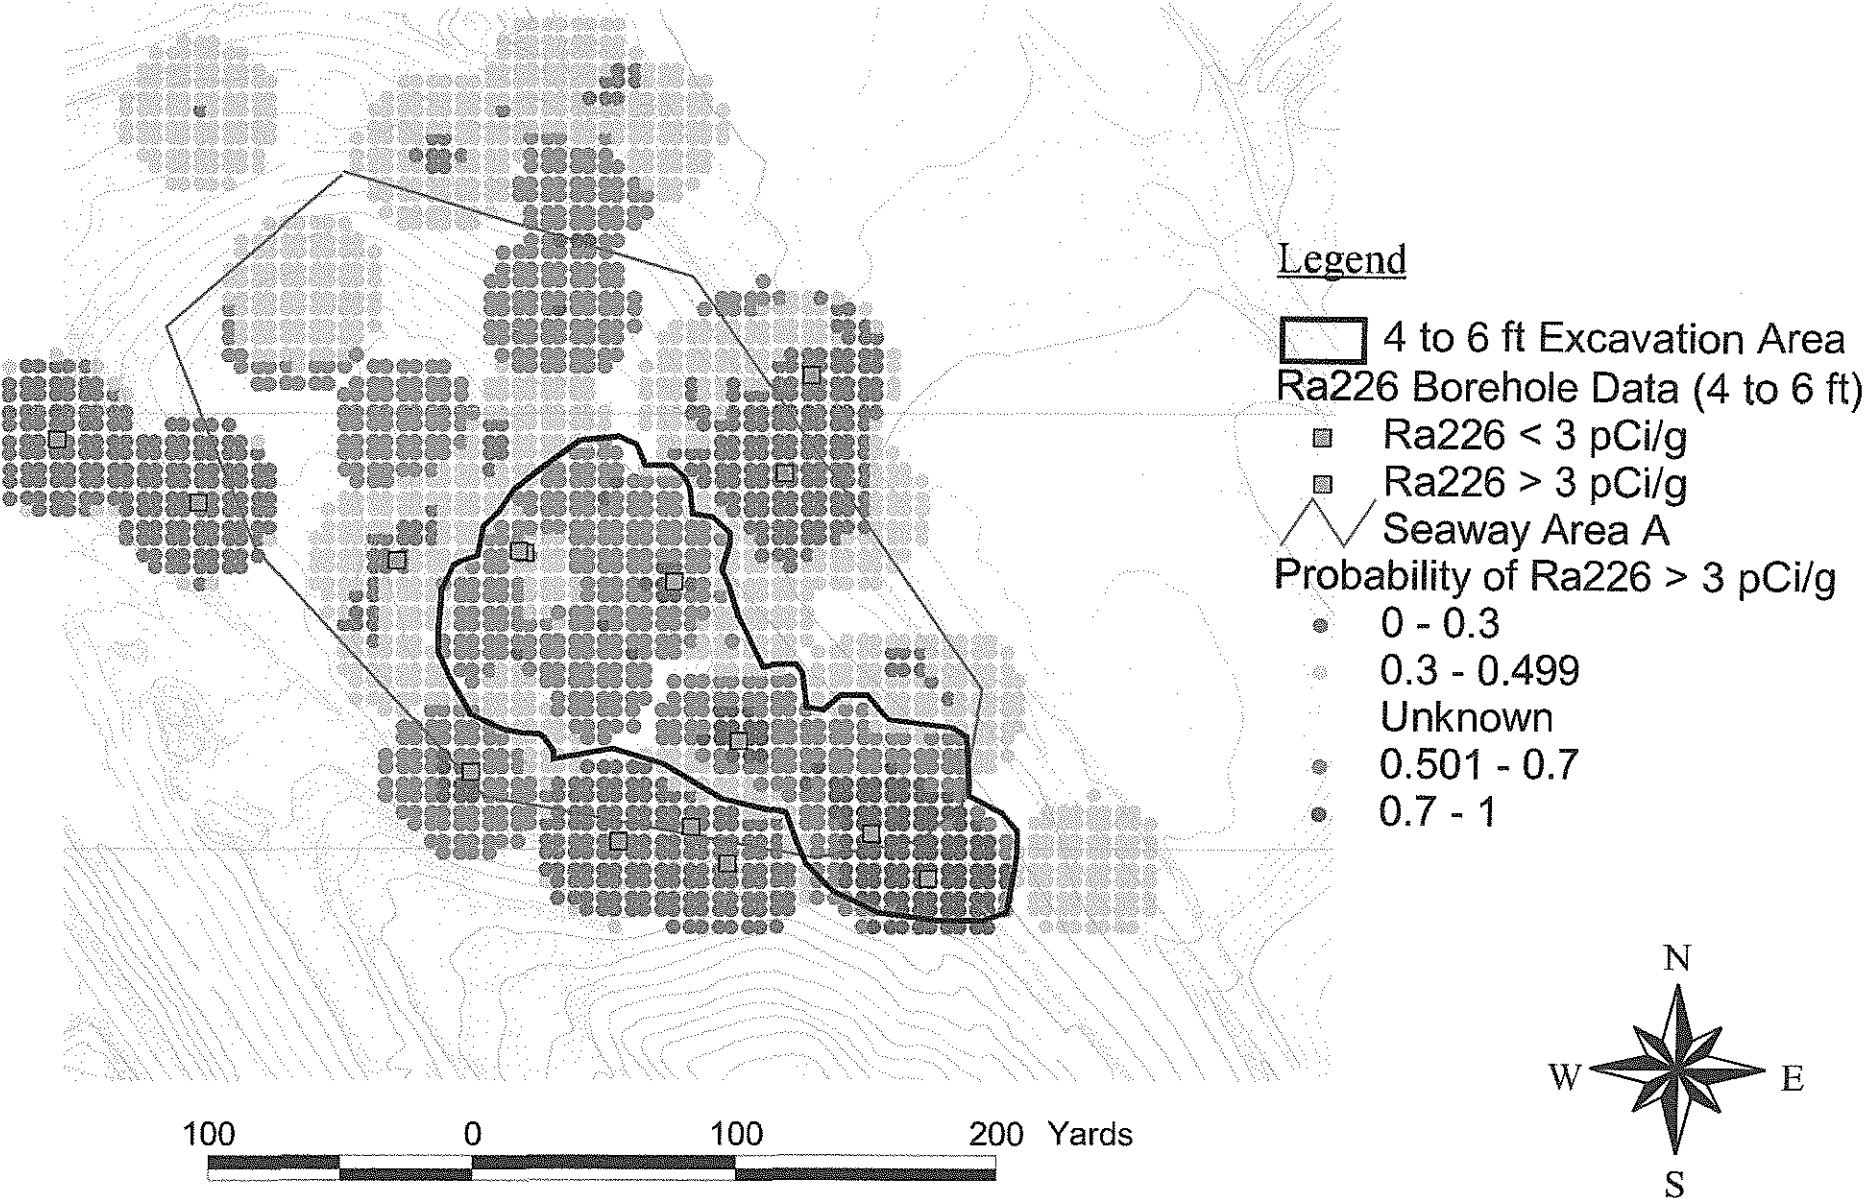 Legend
4 to 6 ft Excavation Area
Ra226 Borehole Data (4 to 6 ft)
Ra226 < 3 pCi/g
Ra226 > 3 pCi/g
Seaway Area A
Probability of Ra226 > 3 pCi/g
0 - 0.3
0.3 - 0.499
Unknown
0.501 - 0.7
0.7 - 1
N
W E
S
100 0 100 200 Yards